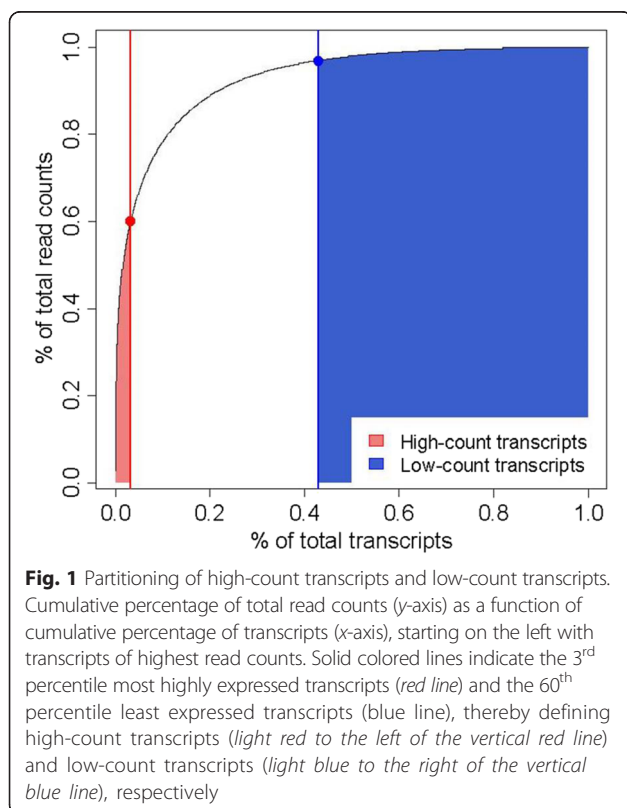 1.0
0.8
0.6
0.4
0.2
0.0
% of total read counts
High-count transcripts
Low-count transcripts
0.0 0.2 0.4 0.6 0.8 1.0
% of total transcripts
Fig. 1 Partitioning of high-count transcripts and low-count transcripts.
Cumulative percentage of total read counts (y-axis) as a function of
cumulative percentage of transcripts (x-axis), starting on the left with
transcripts of highest read counts. Solid colored lines indicate the 3rd
percentile most highly expressed transcripts (red line) and the 60th
percentile least expressed transcripts (blue line), thereby defining
high-count transcripts (light red to the left of the vertical red line)
and low-count transcripts (light blue to the right of the vertical
blue line), respectively